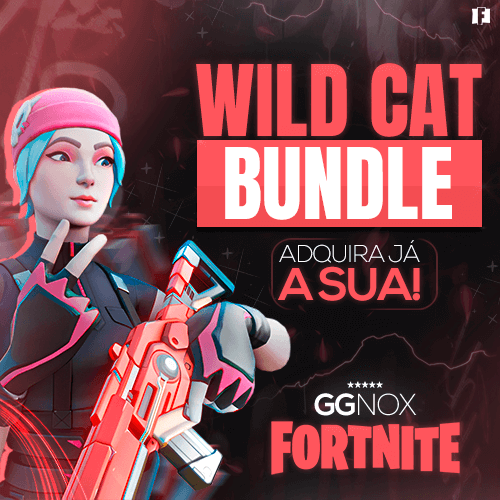 F
WILD CAT
BUNDLE
ADQUIRA JÁ
A SUA!
GGNOX
FORTNITE